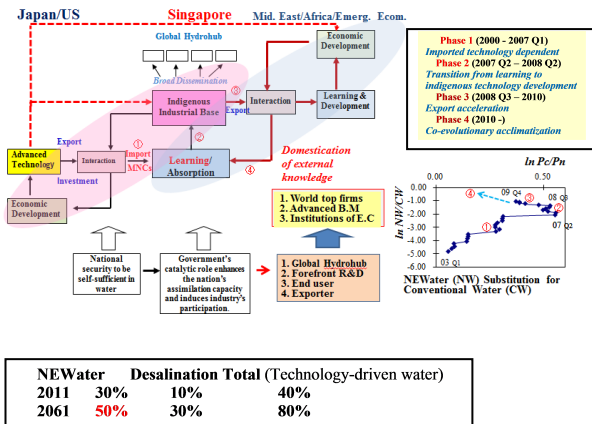 Japan/US
Singapore
Mid. East/Africa/Emerg. Ecom.
Global Hydrohub
Broad Dissemination
Economic
Development
Indigenous
Industrial Base
③
Export
Interaction
Learning &
Development
Export
①
②
Advanced
Technology
Interaction
Import
MNCs
Learning/
Absorption
④
Investment
Economic
Development
Domestication
of external
knowledge
1. World top firms
2. Advanced B.M
3. Institutions of E.C
National
security to be
self-sufficient in
water
Government's
catalytic role enhances
the nation's
assimilation capacity
and induces industry's
participation.
1. Global Hydrohub
2. Forefront R&D
3. End user
4. Exporter
Phase 1 (2000 - 2007 Q1)
Imported technology dependent
Phase 2 (2007 Q2 – 2008 Q2)
Transition from learning to
indigenous technology development
Phase 3 (2008 Q3 – 2010)
Export acceleration
Phase 4 (2010 -)
Co-evolutionary acclimatization
ln Pc/Pn
0.00
0.50
ln NW/CW
0.00
-1.00
-2.00
-3.00
-4.00
-5.00
-6.00
④
09 Q4
③
08 Q3
②
07 Q2
①
03 Q1
NEWater (NW) Substitution for
Conventional Water (CW)
NEWater Desalination Total (Technology-driven water)
2011 30% 10% 40%
2061 50% 30% 80%